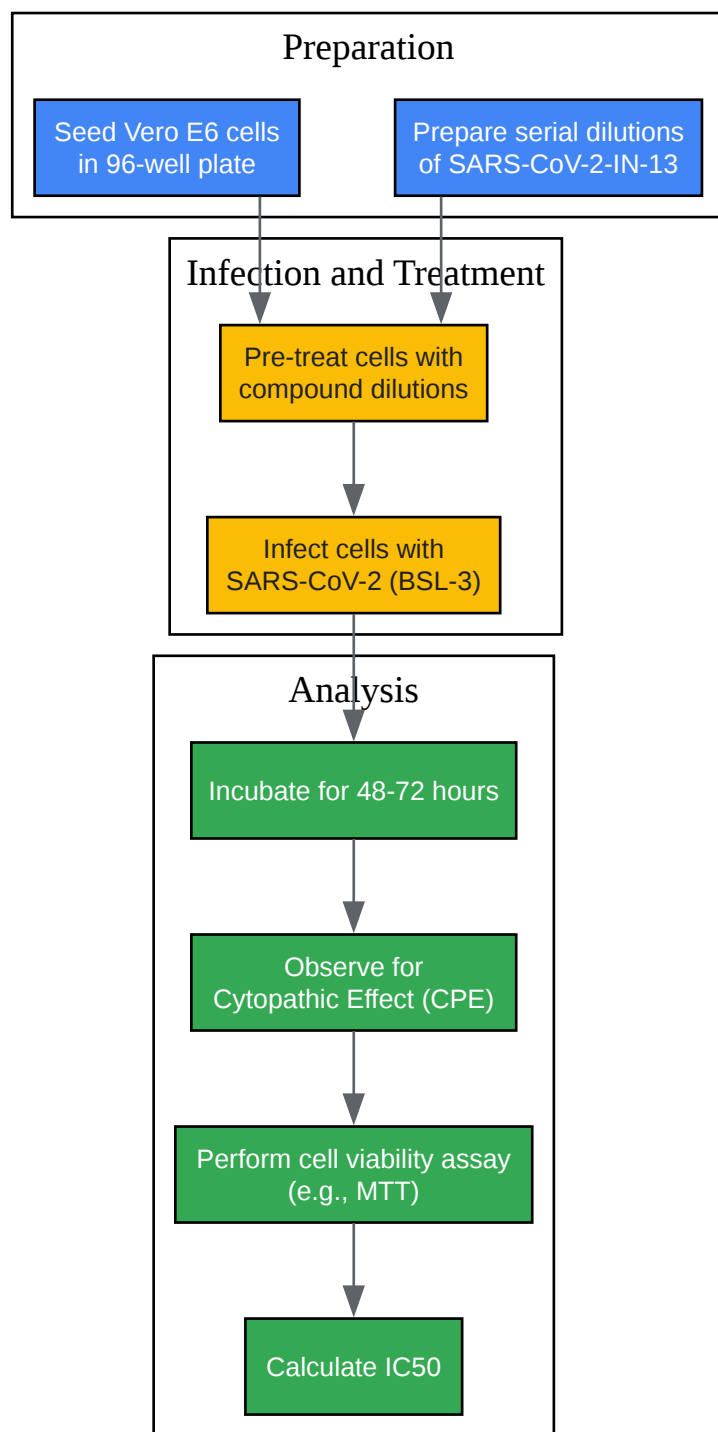 Preparation
Seed Vero E6 cells
in 96-well plate
Prepare serial dilutions
of SARS-CoV-2-IN-13
Infection and Treatment
Pre-treat cells with
compound dilutions
Infect cells with
SARS-CoV-2 (BSL-3)
Analysis
Incubate for 48-72 hours
Observe for
Cytopathic Effect (CPE)
Perform cell viability assay
(e.g., MTT)
Calculate IC50